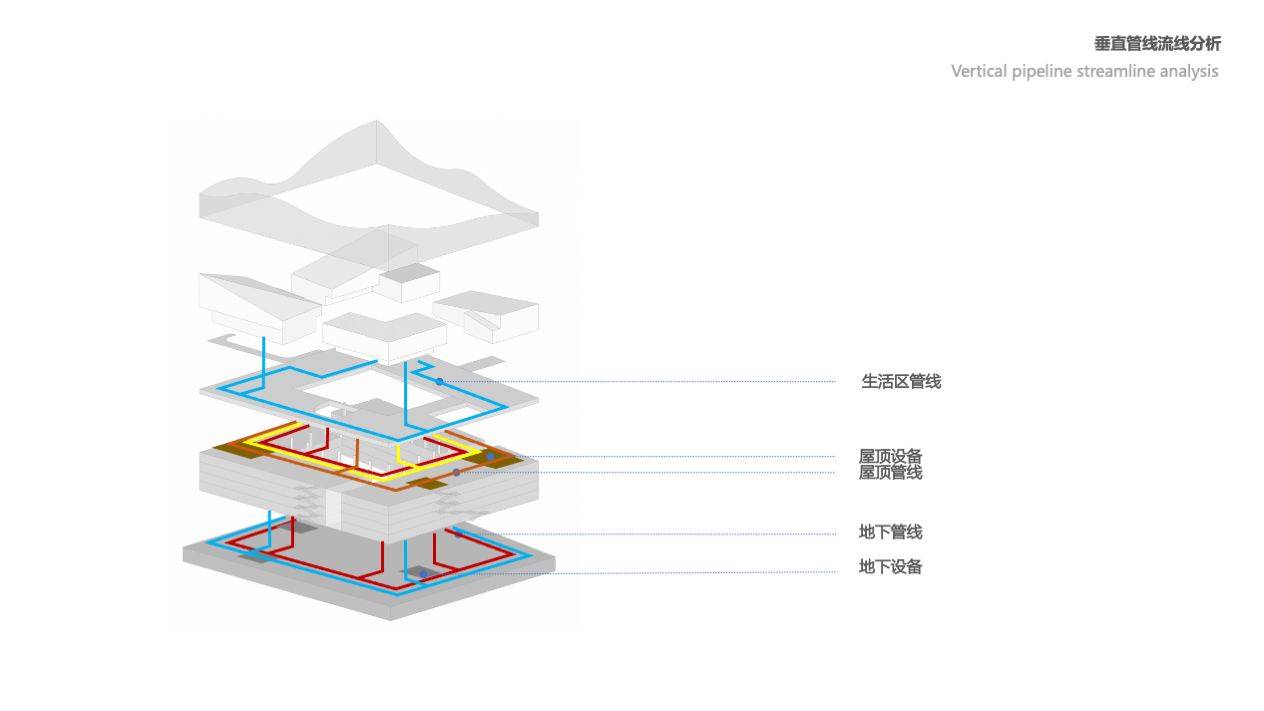 垂直管线流线分析
Vertical pipeline streamline analysis
生活区管线
屋顶设备
屋顶管线
地下管线
地下设备